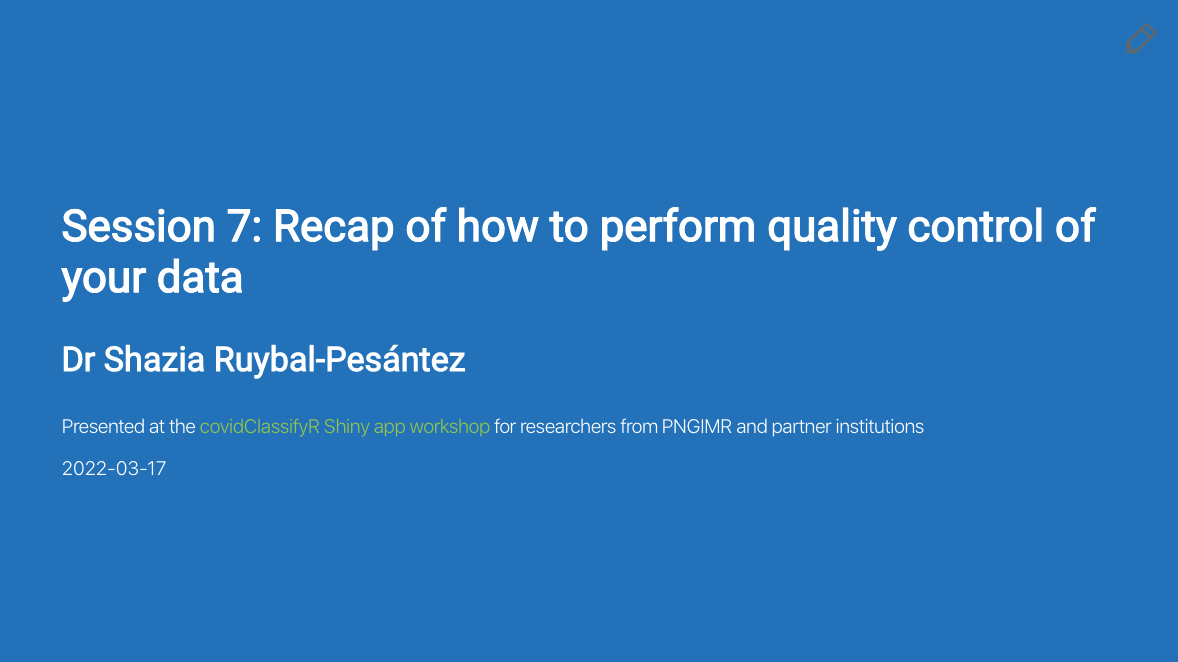 Session 7: Recap of how to perform quality control of
your data
Dr Shazia Ruybal-Pesántez
Presented at the covidClassifyR Shiny app workshop for researchers from PNGIMR and partner institutions
2022-03-17